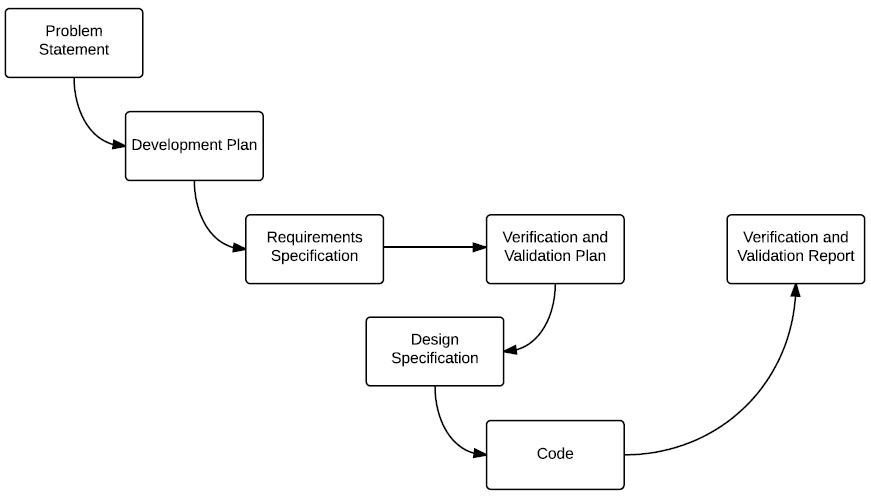 Problem
Statement
Development Plan
Requirements
Specification
Verification and
Validation Plan
Verification and
Validation Report
Design
Specification
Code